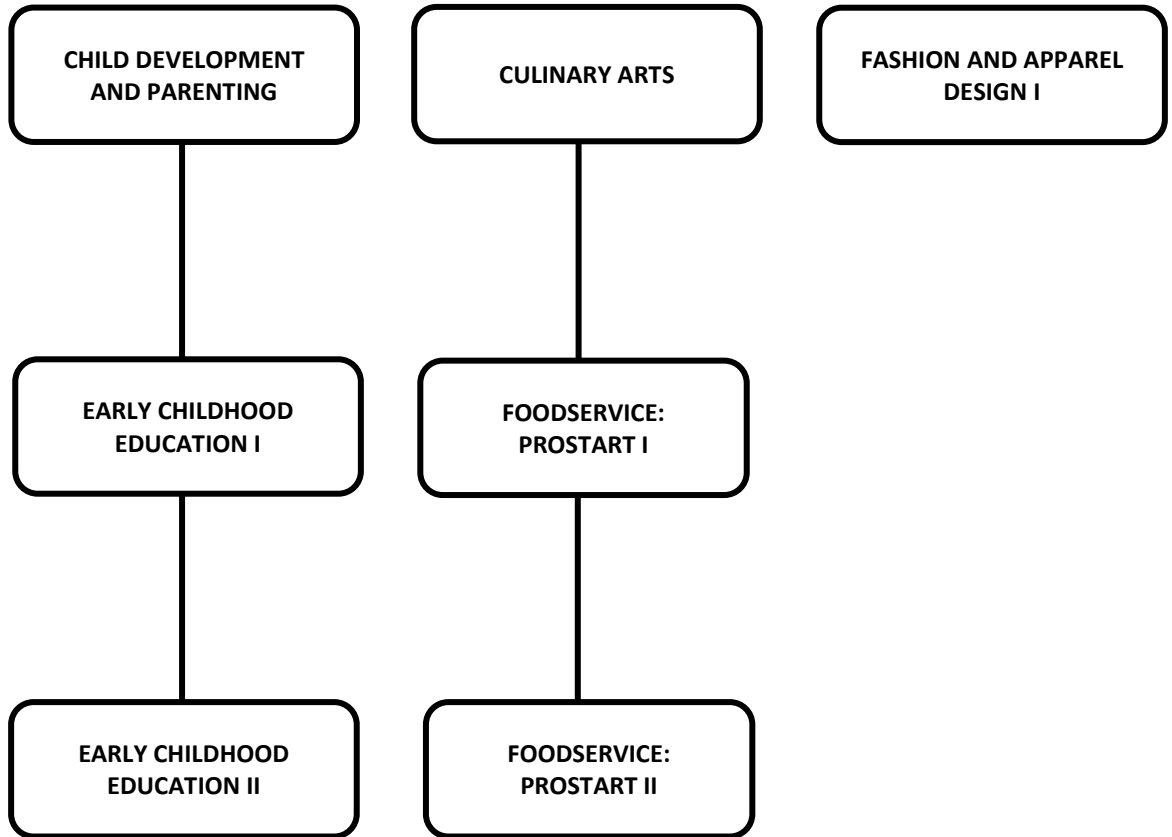 CHILD DEVELOPMENT
AND PARENTING
CULINARY ARTS
FASHION AND APPAREL
DESIGN I
EARLY CHILDHOOD
EDUCATION I
FOODSERVICE:
PROSTART I
EARLY CHILDHOOD
EDUCATION II
FOODSERVICE:
PROSTART II